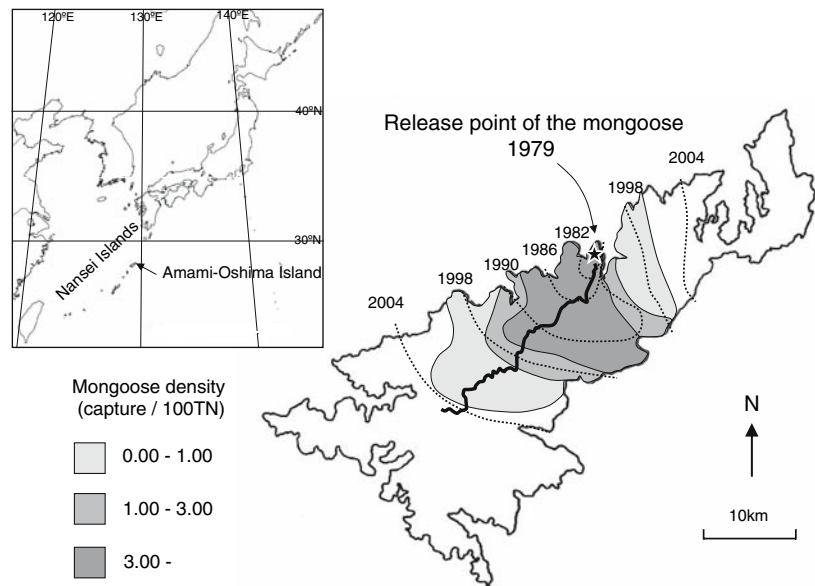 120ºE
130ºE
140ºE
40ºN
30ºN
Nansei Islands
Amami-Oshima Island
Release point of the mongoose
1979
2004
1998
1982
1986
1990
1998
2004
Mongoose density
(capture / 100TN)
0.00 - 1.00
1.00 - 3.00
3.00 -
N
10km